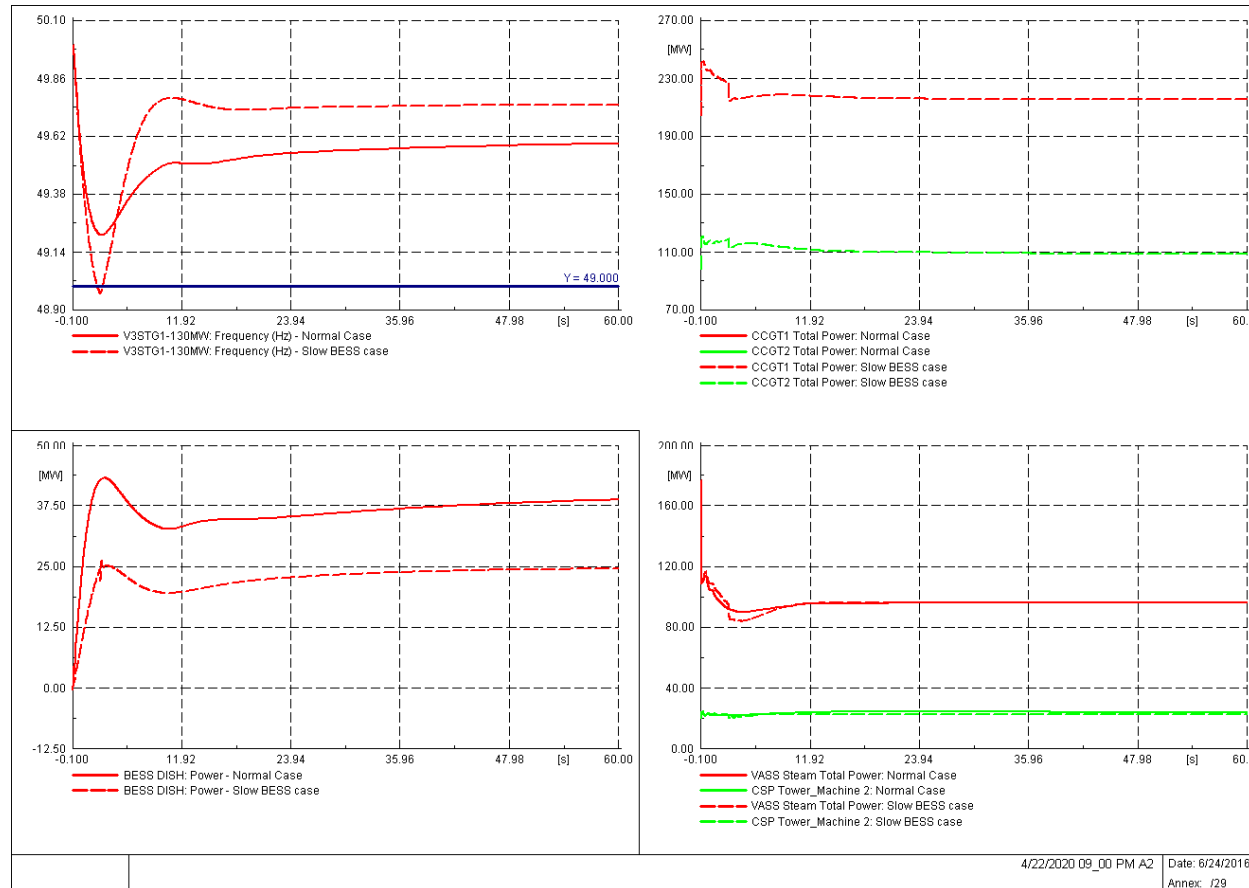 50.10
49.86
49.62
49.38
49.14
48.90
Y = 49.000
-0.100 11.92 23.94 35.96 47.98 [s] 60.00
V3STG1-130MW: Frequency (Hz) - Normal Case
V3STG1-130MW: Frequency (Hz) - Slow BESS case
270.00
[MW]
230.00
190.00
150.00
110.00
70.00
-0.100 11.92 23.94 35.96 47.98 [s] 60.0
CCGT1 Total Power: Normal Case
CCGT2 Total Power: Normal Case
CCGT1 Total Power: Slow BESS case
CCGT2 Total Power: Slow BESS case
50.00
[MW]
37.50
25.00
12.50
0.00
-12.50
-0.100 11.92 23.94 35.96 47.98 [s] 60.00
BESS DISH: Power - Normal Case
BESS DISH: Power - Slow BESS case
200.00
[MW]
160.00
120.00
80.00
40.00
0.00
-0.100 11.92 23.94 35.96 47.98 [s] 60.0
VASS Steam Total Power: Normal Case
CSP Tower_Machine 2: Normal Case
VASS Steam Total Power: Slow BESS case
CSP Tower_Machine 2: Slow BESS case
4/22/2020 09_00 PM A2
Date: 6/24/2016
Annex: /29